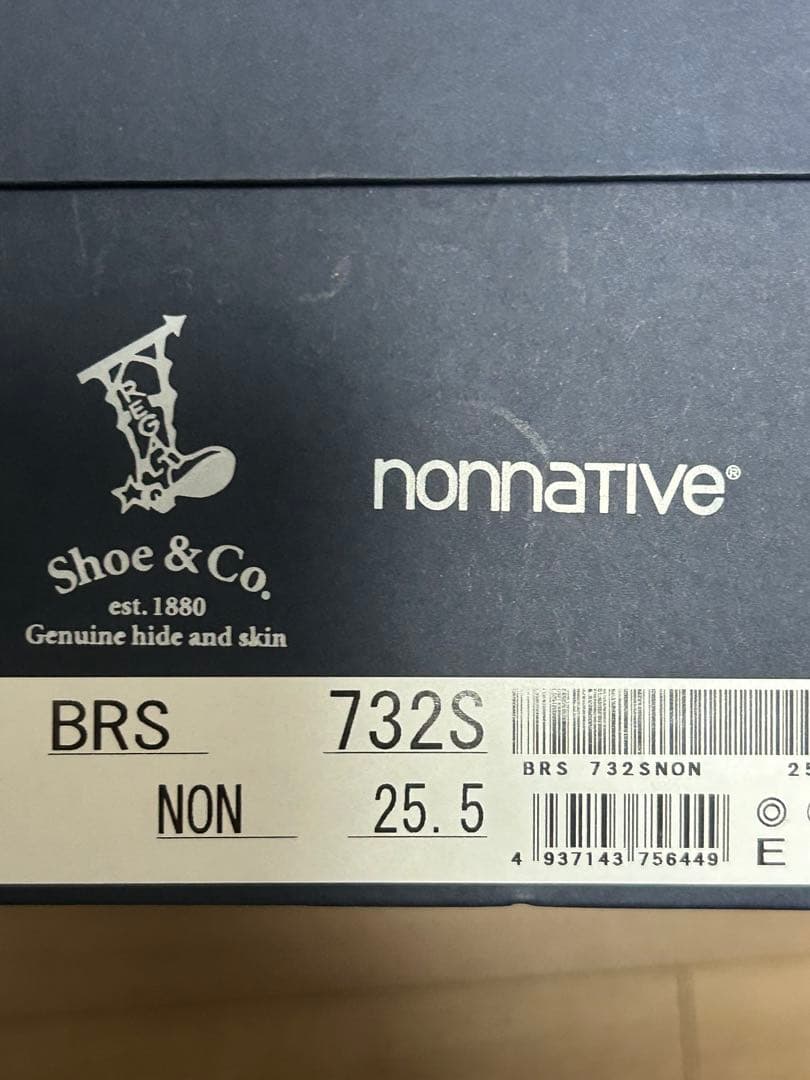 REGAL
Shoe & Co.
est. 1880
Genuine hide and skin
nonnative®
BRS 732S
NON 25.5
BRS 732SNON 25
4 937143 756449
E